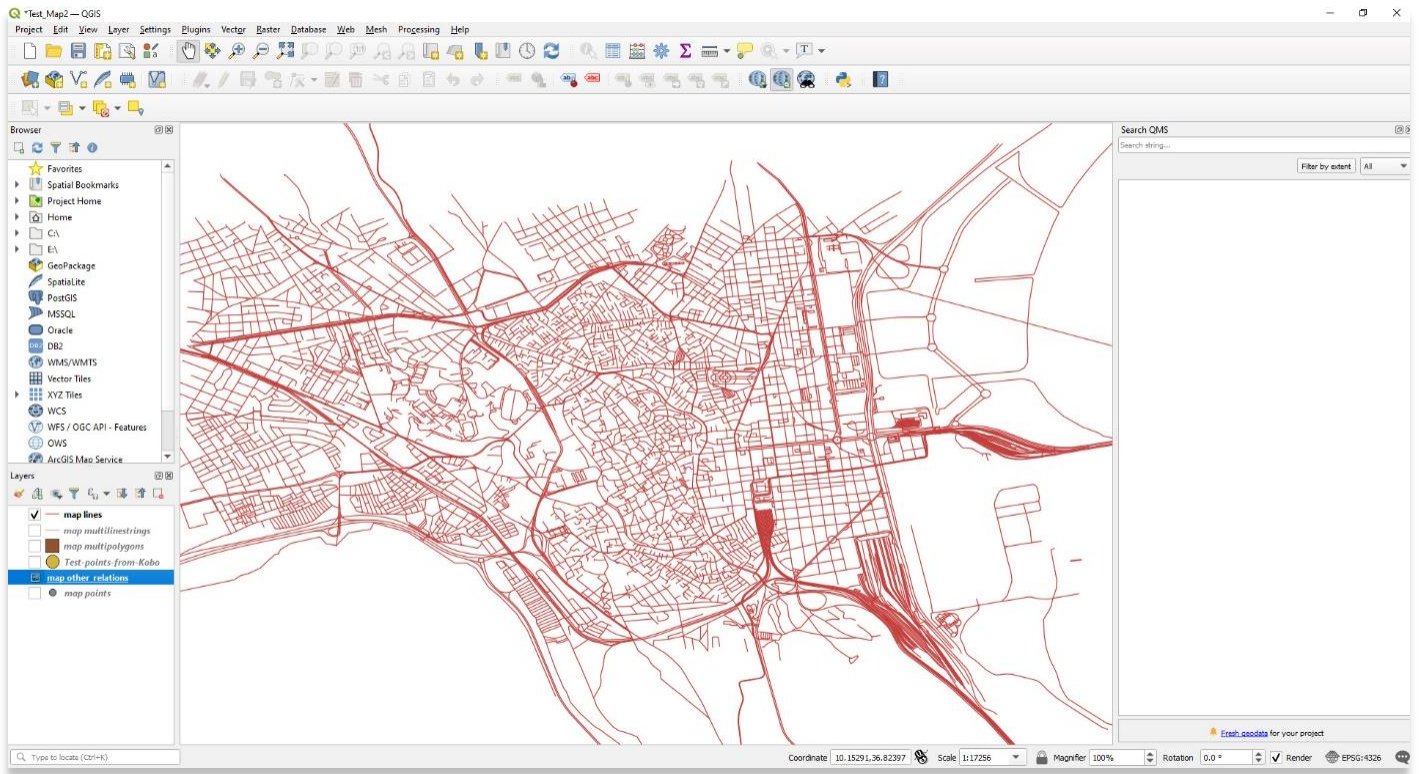 *Test_Map2 — QGIS
Project Edit View Layer Settings Plugins Vector Raster Database Web Mesh Processing Help
Browser
Favorites
Spatial Bookmarks
Project Home
Home
C:\
E:\
GeoPackage
SpatiaLite
PostGIS
MSSQL
Oracle
DB2
WMS/WMTS
Vector Tiles
XYZ Tiles
WCS
WFS / OGC API - Features
OWS
ArcGIS Map Service
Layers
map lines
map multilinestrings
map multipolygons
Test-points-from-Kobo
map other_relations
map points
Search QMS
Search string...
Filter by extent All
Fresh geodata for your project
Type to locate (Ctrl+K)
Coordinate 10.15291,36.82397 Scale 1:17256 Magnifier 100% Rotation 0.0 ° Render EPSG:4326